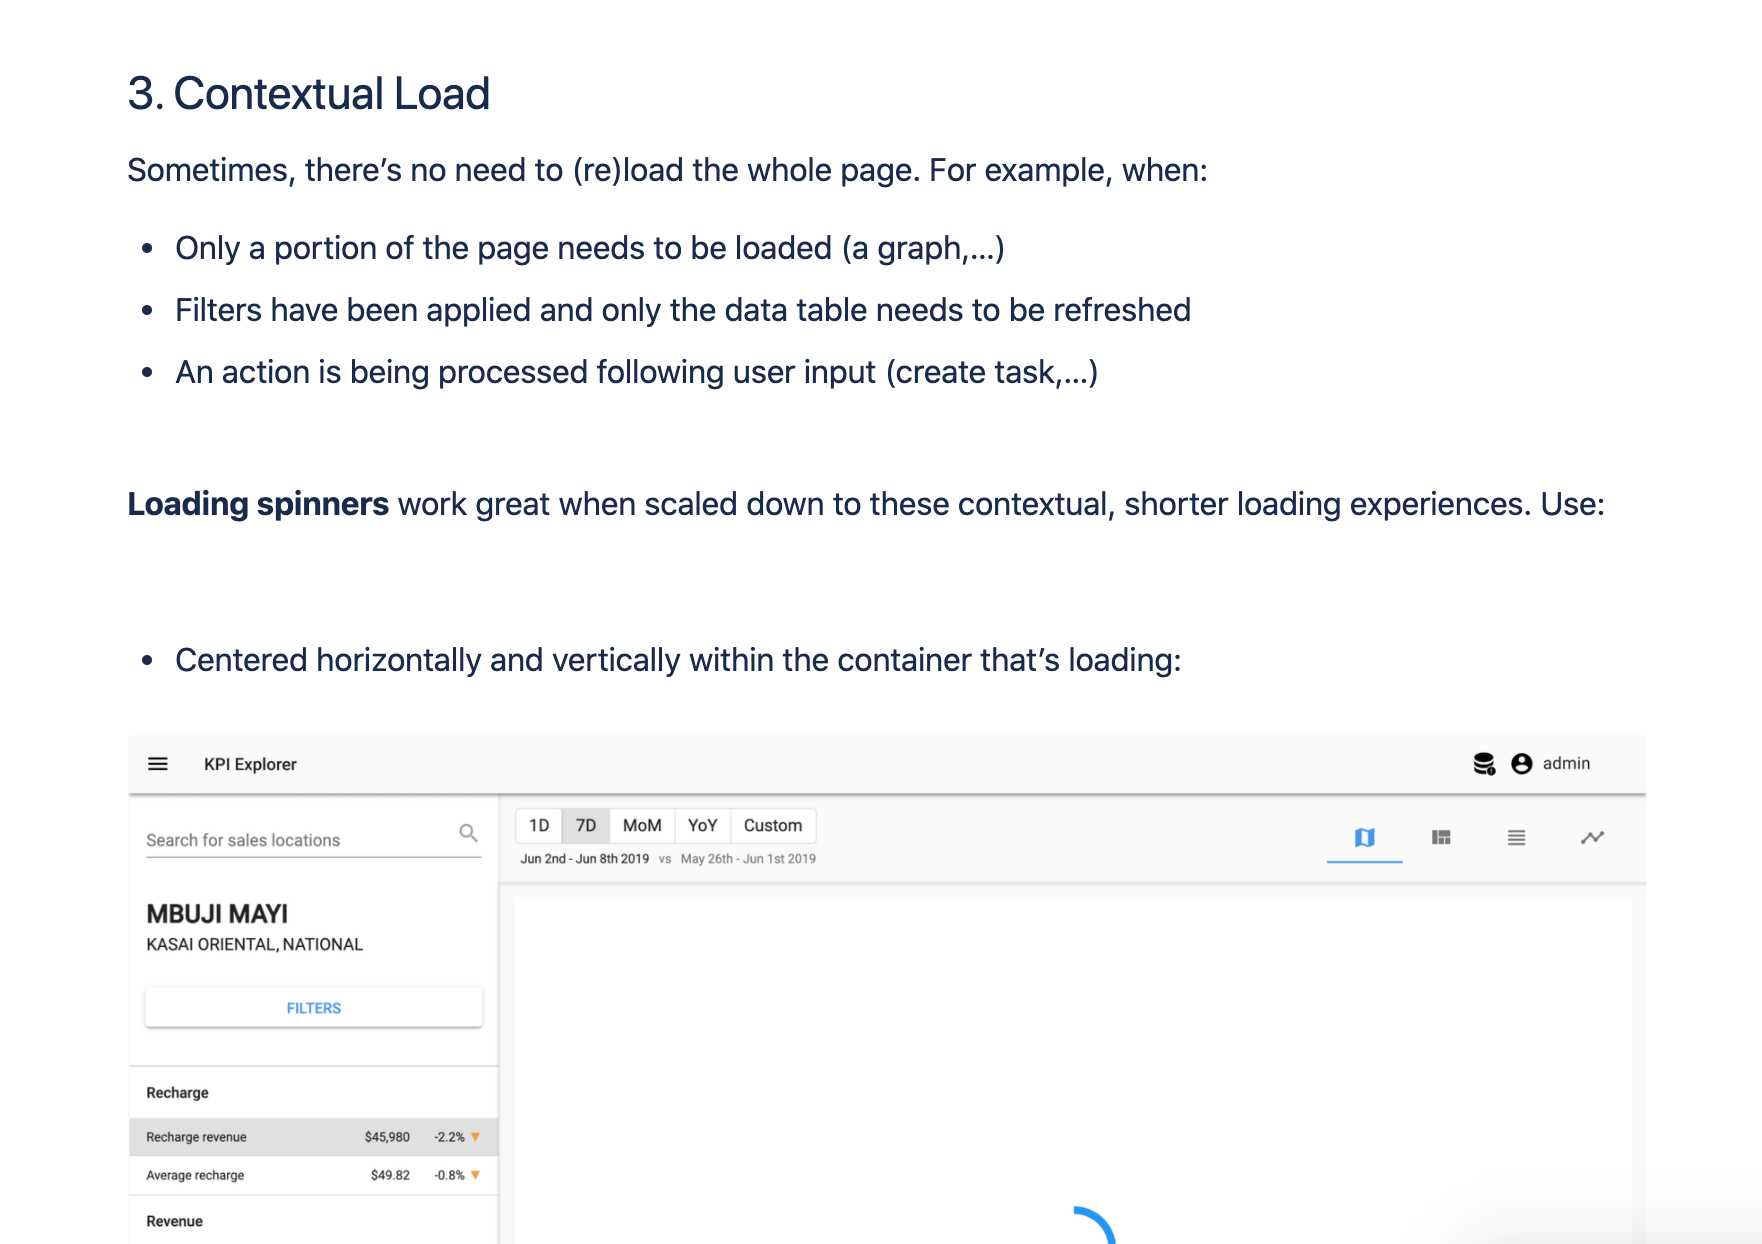 3. Contextual Load
Sometimes, there’s no need to (re)load the whole page. For example, when:
• Only a portion of the page needs to be loaded (a graph,...)
• Filters have been applied and only the data table needs to be refreshed
• An action is being processed following user input (create task,...)
Loading spinners work great when scaled down to these contextual, shorter loading experiences. Use:
• Centered horizontally and vertically within the container that’s loading:
KPI Explorer admin
Search for sales locations
1D 7D MoM YoY Custom
Jun 2nd - Jun 8th 2019 vs May 26th - Jun 1st 2019
MBUJI MAYI
KASAI ORIENTAL, NATIONAL
FILTERS
Recharge
Recharge revenue $45,980 -2.2% ▼
Average recharge $49.82 -0.8% ▼
Revenue